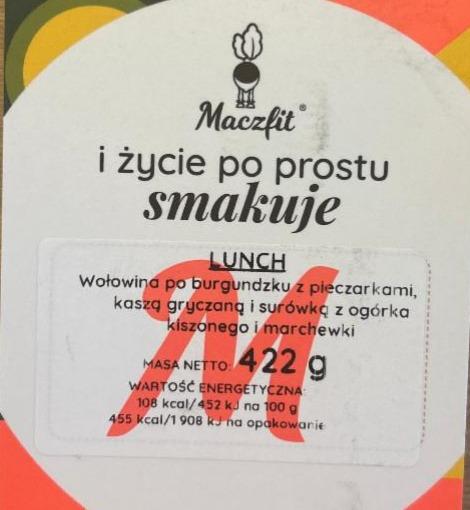 Maczfit®
i życie po prostu
smakuje
LUNCH
Wołowina po burgundzku z pieczarkami,
kaszą gryczaną i surówką z ogórka
kiszonego i marchewki
MASA NETTO: 422 g
WARTOŚĆ ENERGETYCZNA:
108 kcal/452 kJ na 100 g
455 kcal/1 908 kJ na opakowanie